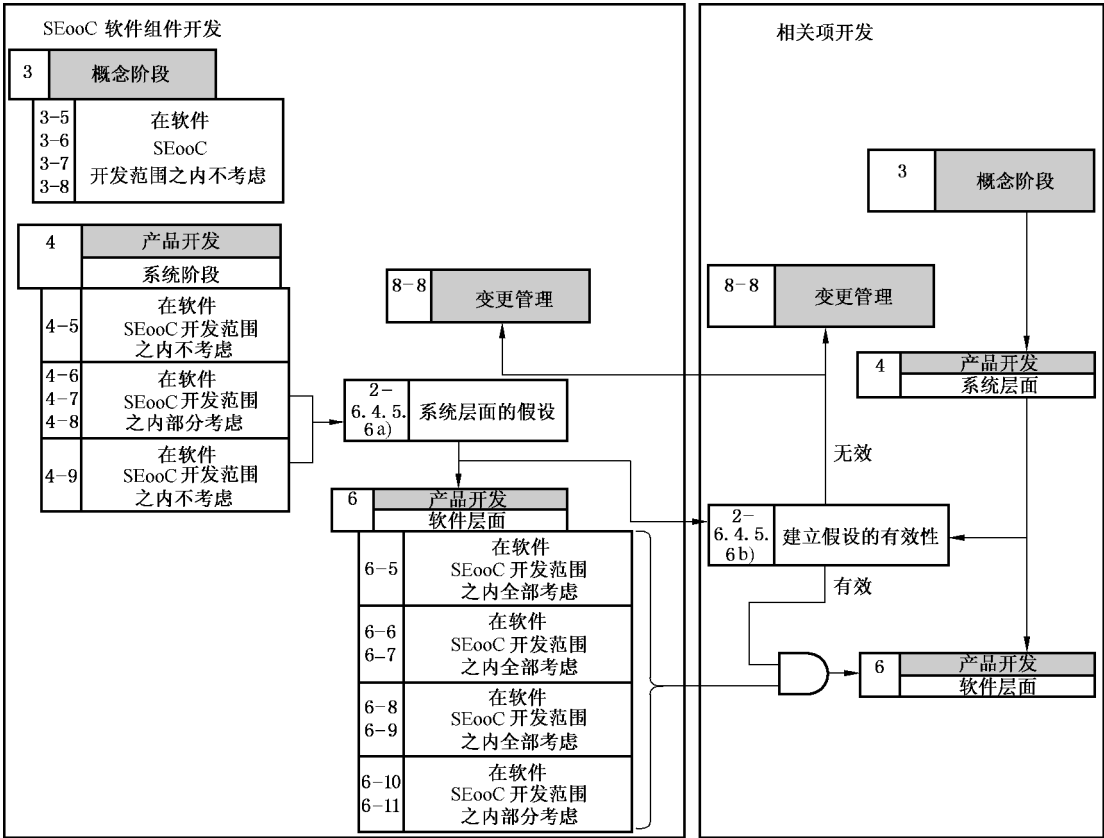 SEooC 软件组件开发
3
概念阶段
3-5
3-6
3-7
3-8
在软件
SEooC
开发范围之内不考虑
4
产品开发
系统阶段
4-5
在软件
SEooC 开发范围
之内不考虑
4-6
4-7
4-8
在软件
SEooC 开发范围
之内部分考虑
4-9
在软件
SEooC 开发范围
之内不考虑
8-8
变更管理
2-
6.4.5.
6a)
系统层面的假设
6
产品开发
软件层面
6-5
在软件
SEooC 开发范围
之内全部考虑
6-6
6-7
在软件
SEooC 开发范围
之内全部考虑
6-8
6-9
在软件
SEooC 开发范围
之内全部考虑
6-10
6-11
在软件
SEooC 开发范围
之内部分考虑
相关项开发
3
概念阶段
8-8
变更管理
4
产品开发
系统层面
无效
2-
6.4.5.
6b)
建立假设的有效性
有效
6
产品开发
软件层面